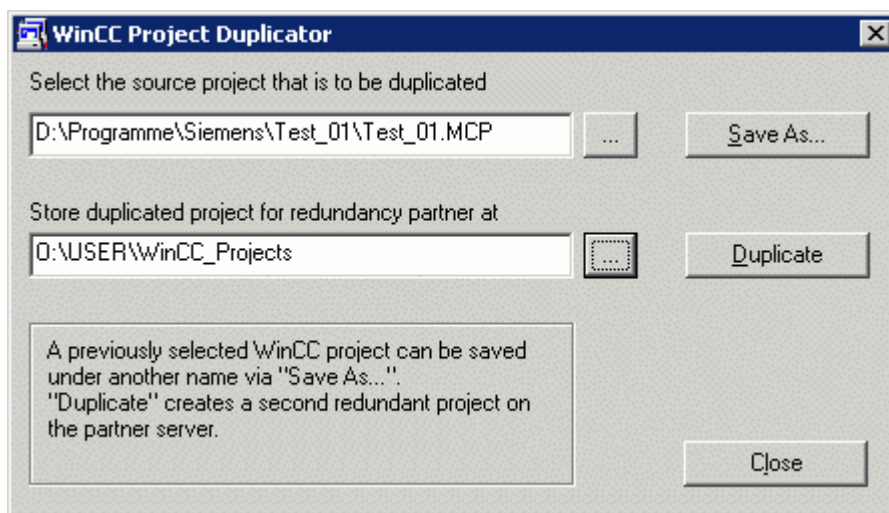 WinCC Project Duplicator
Select the source project that is to be duplicated
D:\Programme\Siemens\Test_01\Test_01.MCP
...
Save As...
Store duplicated project for redundancy partner at
O:\USER\WinCC_Projects
...
Duplicate
A previously selected WinCC project can be saved
under another name via "Save As...".
"Duplicate" creates a second redundant project on
the partner server.
Close